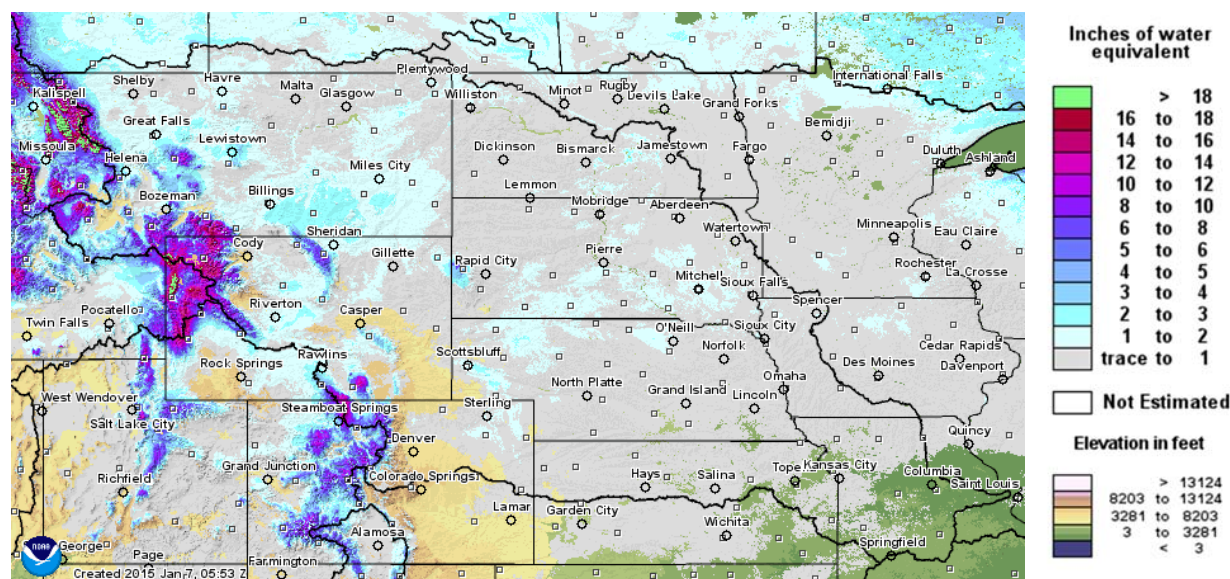 Shelby
Havre
Malta
Plentywood
Kalispell
Glasgow
Williston
Minot
Rugby
Devils Lake
Grand Forks
International Falls
Great Falls
Lewistown
Bemidji
Missoula
Helena
Miles City
Dickinson
Bismarck
Jamestown
Fargo
Duluth
Ashland
Bozeman
Billings
Lemmon
Mobridge
Aberdeen
Cody
Sheridan
Gillette
Rapid City
Pierre
Watertown
Minneapolis
Eau Claire
Pocatello
Riverton
Casper
Mitchell
Sioux Falls
Rochester
La Crosse
Twin Falls
Spencer
Rock Springs
Rawlins
Scottsbluff
O'Neill
Norfolk
Sioux City
Cedar Rapids
Des Moines
Davenport
West Wendover
Salt Lake City
Steamboat Springs
Sterling
North Platte
Grand Island
Lincoln
Omaha
Denver
Quincy
Richfield
Grand Junction
Colorado Springs
Hays
Salina
Tope
Kansas City
Columbia
Saint Louis
Lamar
Garden City
Alamosa
Wichita
Springfield
George
Page
Farmington
NOAA
Created 2015 Jan 7, 05:53 Z
Inches of water
equivalent
> 18
16 to 18
14 to 16
12 to 14
10 to 12
8 to 10
6 to 8
5 to 6
4 to 5
3 to 4
2 to 3
1 to 2
trace to 1
Not Estimated
Elevation in feet
> 13124
8203 to 13124
3281 to 8203
3 to 3281
< 3